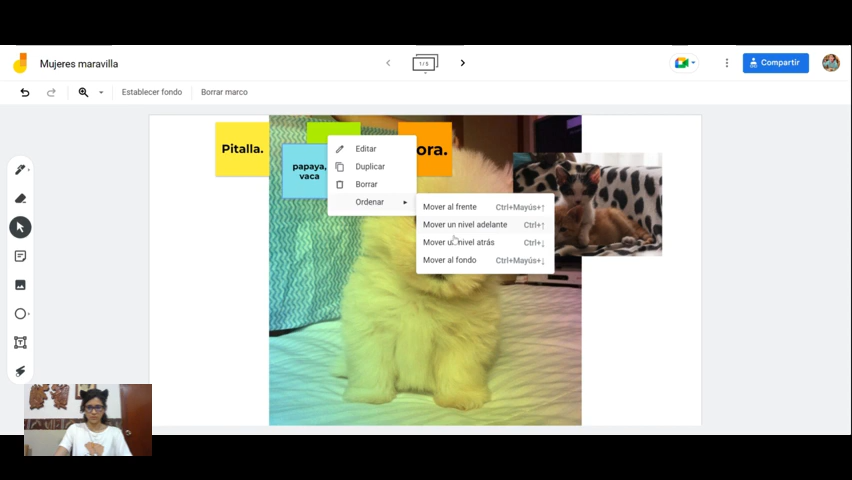 Mujeres maravilla
1/5
Compartir
Establecer fondo
Borrar marco
Pitalla.
papaya,
vaca
ora.
Editar
Duplicar
Borrar
Ordenar
Mover al frente Ctrl+Mayús+↑
Mover un nivel adelante Ctrl+↑
Mover un nivel atrás Ctrl+↓
Mover al fondo Ctrl+Mayús+↓